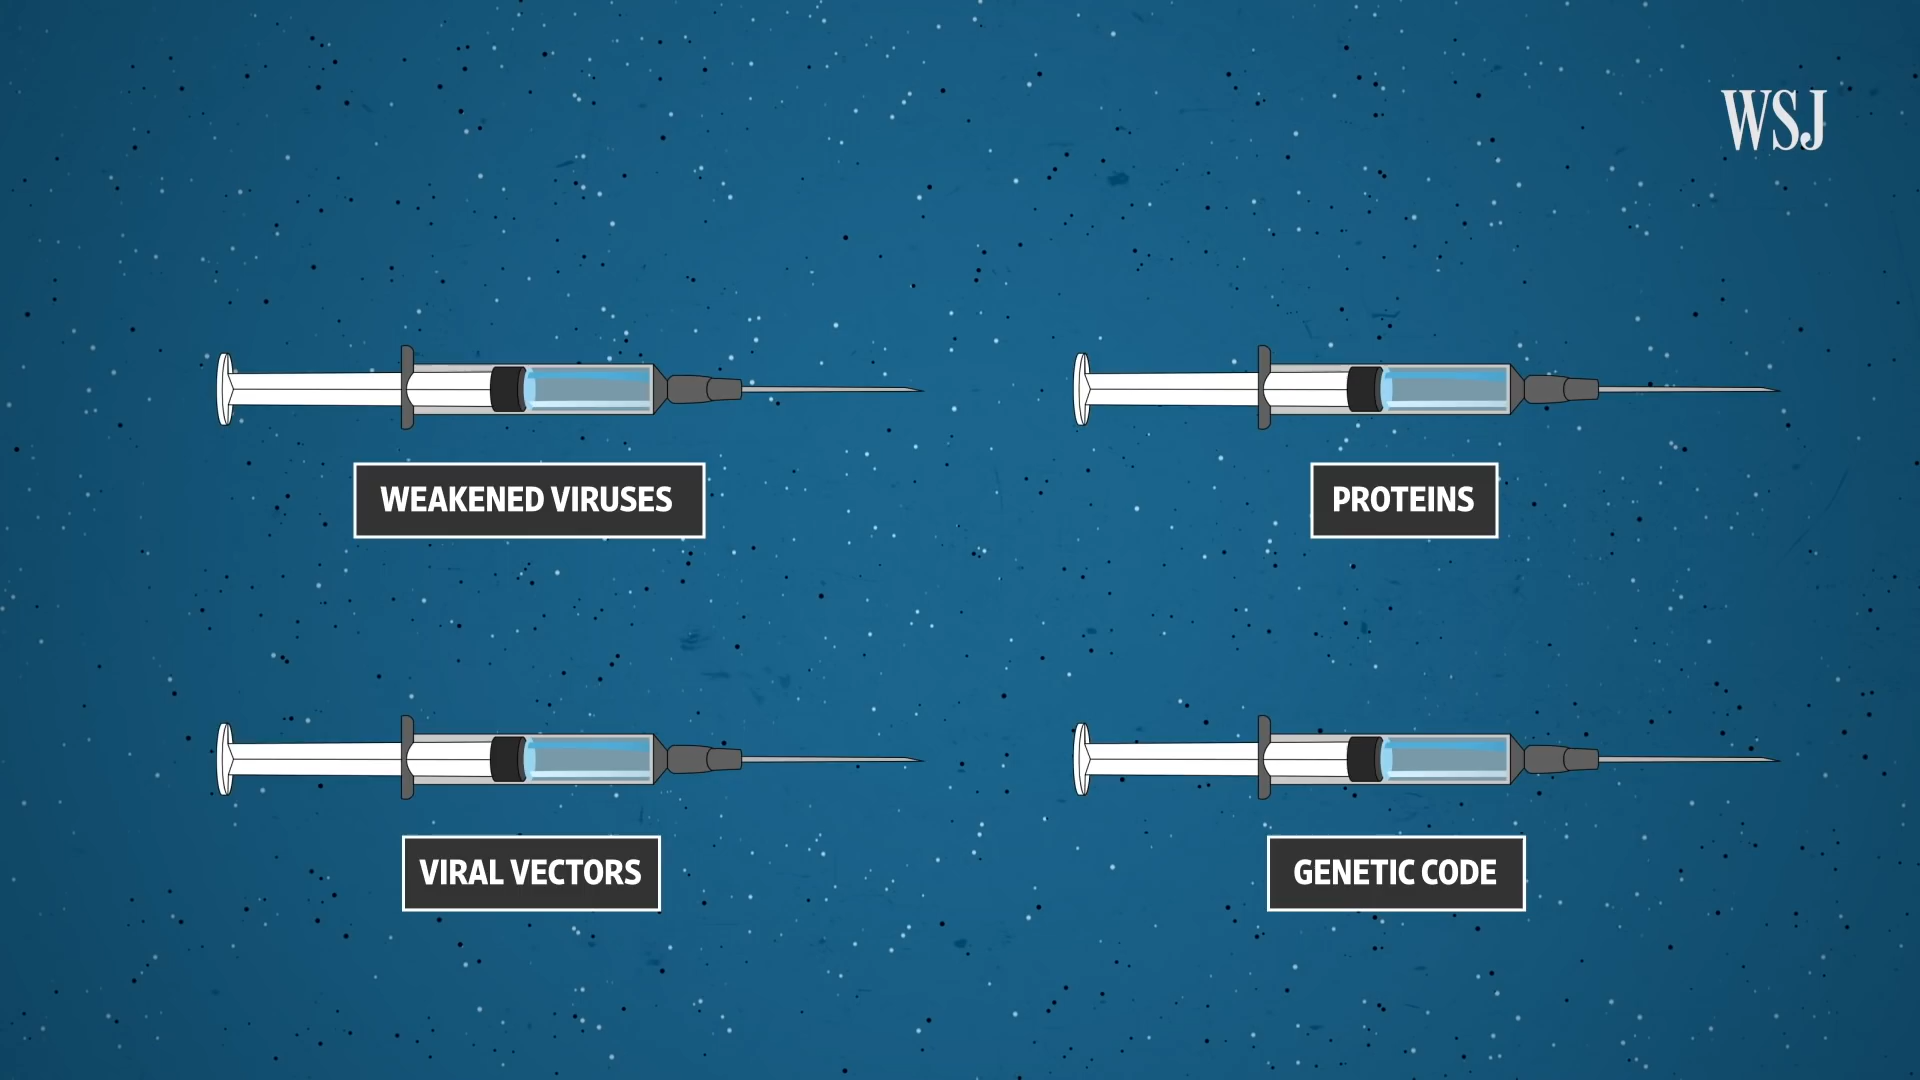 WSJ
WEAKENED VIRUSES
PROTEINS
VIRAL VECTORS
GENETIC CODE